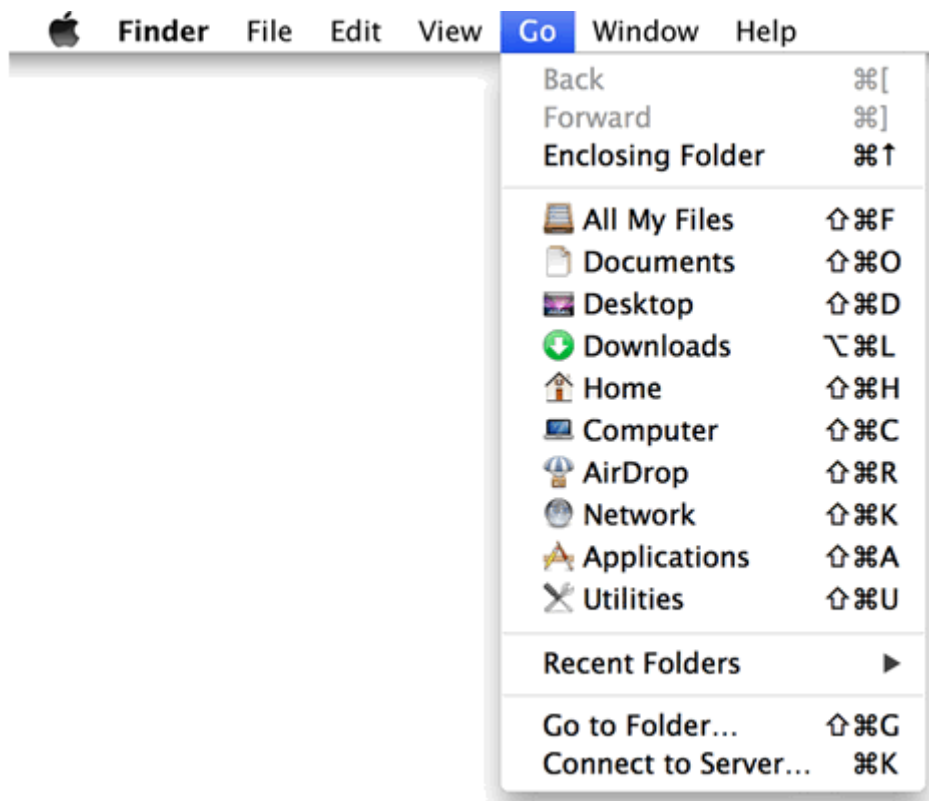 Finder File Edit View Go Window Help
Back ⌘[
Forward ⌘]
Enclosing Folder ⌘↑
All My Files ⇧⌘F
Documents ⇧⌘O
Desktop ⇧⌘D
Downloads ⌥⌘L
Home ⇧⌘H
Computer ⇧⌘C
AirDrop ⇧⌘R
Network ⇧⌘K
Applications ⇧⌘A
Utilities ⇧⌘U
Recent Folders ▶
Go to Folder... ⇧⌘G
Connect to Server... ⌘K